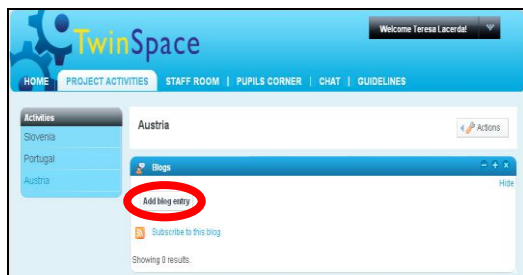 TwinSpace
Welcome Teresa Lacerda!
HOME PROJECT ACTIVITIES STAFF ROOM | PUPILS CORNER | CHAT | GUIDELINES
Activities
Slovenia
Portugal
Austria
Austria
Actions
Blogs
Hide
Add blog entry
Subscribe to this blog.
Showing 0 results.